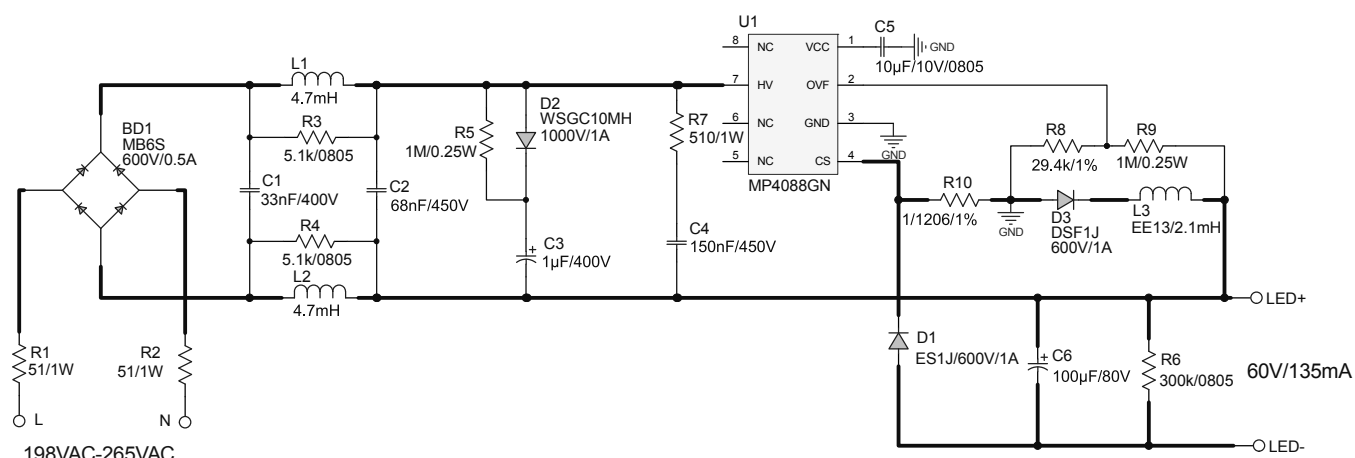 U1
8 NC
7 HV
6 NC
5 NC
VCC 1
OVF 2
GND 3
CS 4
MP4088GN
C5
10µF/10V/0805
GND
GND
L1
4.7mH
BD1
MB6S
600V/0.5A
R3
5.1k/0805
C1
33nF/400V
C2
68nF/450V
R4
5.1k/0805
L2
4.7mH
R5
1M/0.25W
D2
WSGC10MH
1000V/1A
C3
+
1µF/400V
R7
510/1W
C4
150nF/450V
R8
29.4k/1%
R9
1M/0.25W
R10
1/1206/1%
GND
D3
DSF1J
600V/1A
L3
EE13/2.1mH
LED+
D1
ES1J/600V/1A
+
C6
100µF/80V
R6
300k/0805
60V/135mA
LED-
R1
51/1W
R2
51/1W
L
N
198VAC-265VAC